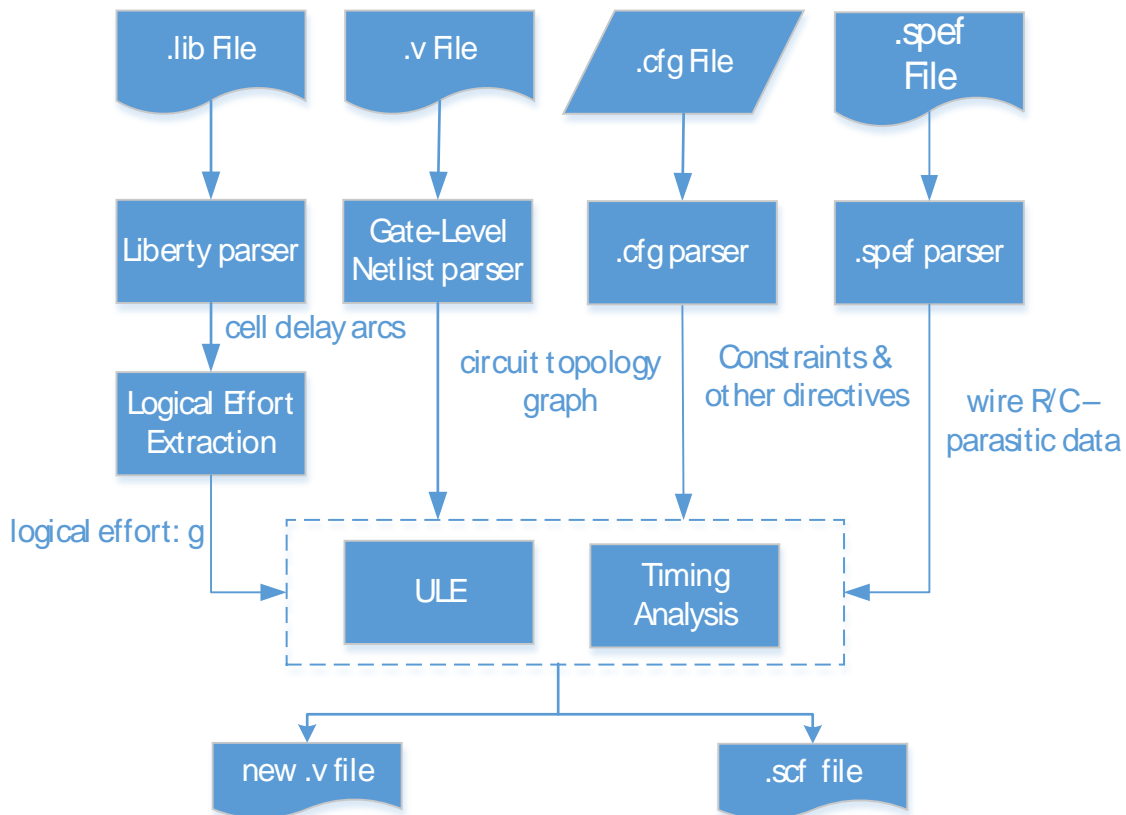 .lib File
.v File
.cfg File
.spef
File
Liberty parser
Gate-Level
Netlist parser
.cfg parser
.spef parser
cell delay arcs
circuit topology
graph
Constraints &
other directives
wire R/C–
parasitic data
Logical Effort
Extraction
logical effort: g
ULE
Timing
Analysis
new .v file
.scf file